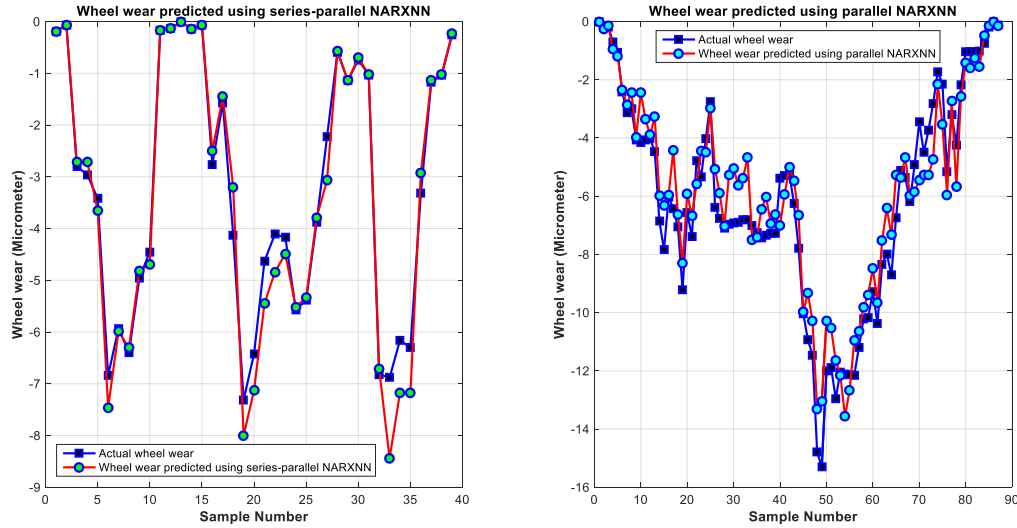 Wheel wear predicted using series-parallel NARXNN
0
-1
-2
-3
-4
-5
-6
-7
-8
-9
Wheel wear (Micrometer)
Actual wheel wear
Wheel wear predicted using series-parallel NARXNN
0 5 10 15 20 25 30 35 40
Sample Number
Wheel wear predicted using parallel NARXNN
0
-2
-4
-6
-8
-10
-12
-14
-16
Wheel wear (Micrometer)
Actual wheel wear
Wheel wear predicted using parallel NARXNN
0 10 20 30 40 50 60 70 80 90
Sample Number